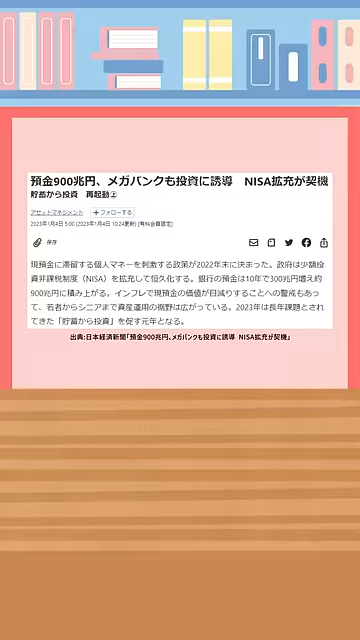 預金900兆円、メガバンクも投資に誘導　NISA拡充が契機
貯蓄から投資　再起動㊤
アセットマネジメント　＋フォローする
2023年1月4日 5:00 (2023年1月4日 10:24更新) [有料会員限定]
保存
現預金に滞留する個人マネーを刺激する政策が2022年末に決まった。政府は少額投
資非課税制度（NISA）を拡充して恒久化する。銀行の預金は10年で300兆円増え約
900兆円に積み上がる。インフレで現預金の価値が目減りすることへの警戒もあっ
て、若者からシニアまで資産運用の裾野は広がっている。2023年は長年課題とされ
てきた「貯蓄から投資」を促す元年となる。
出典:日本経済新聞「預金900兆円、メガバンクも投資に誘導 NISA拡充が契機」